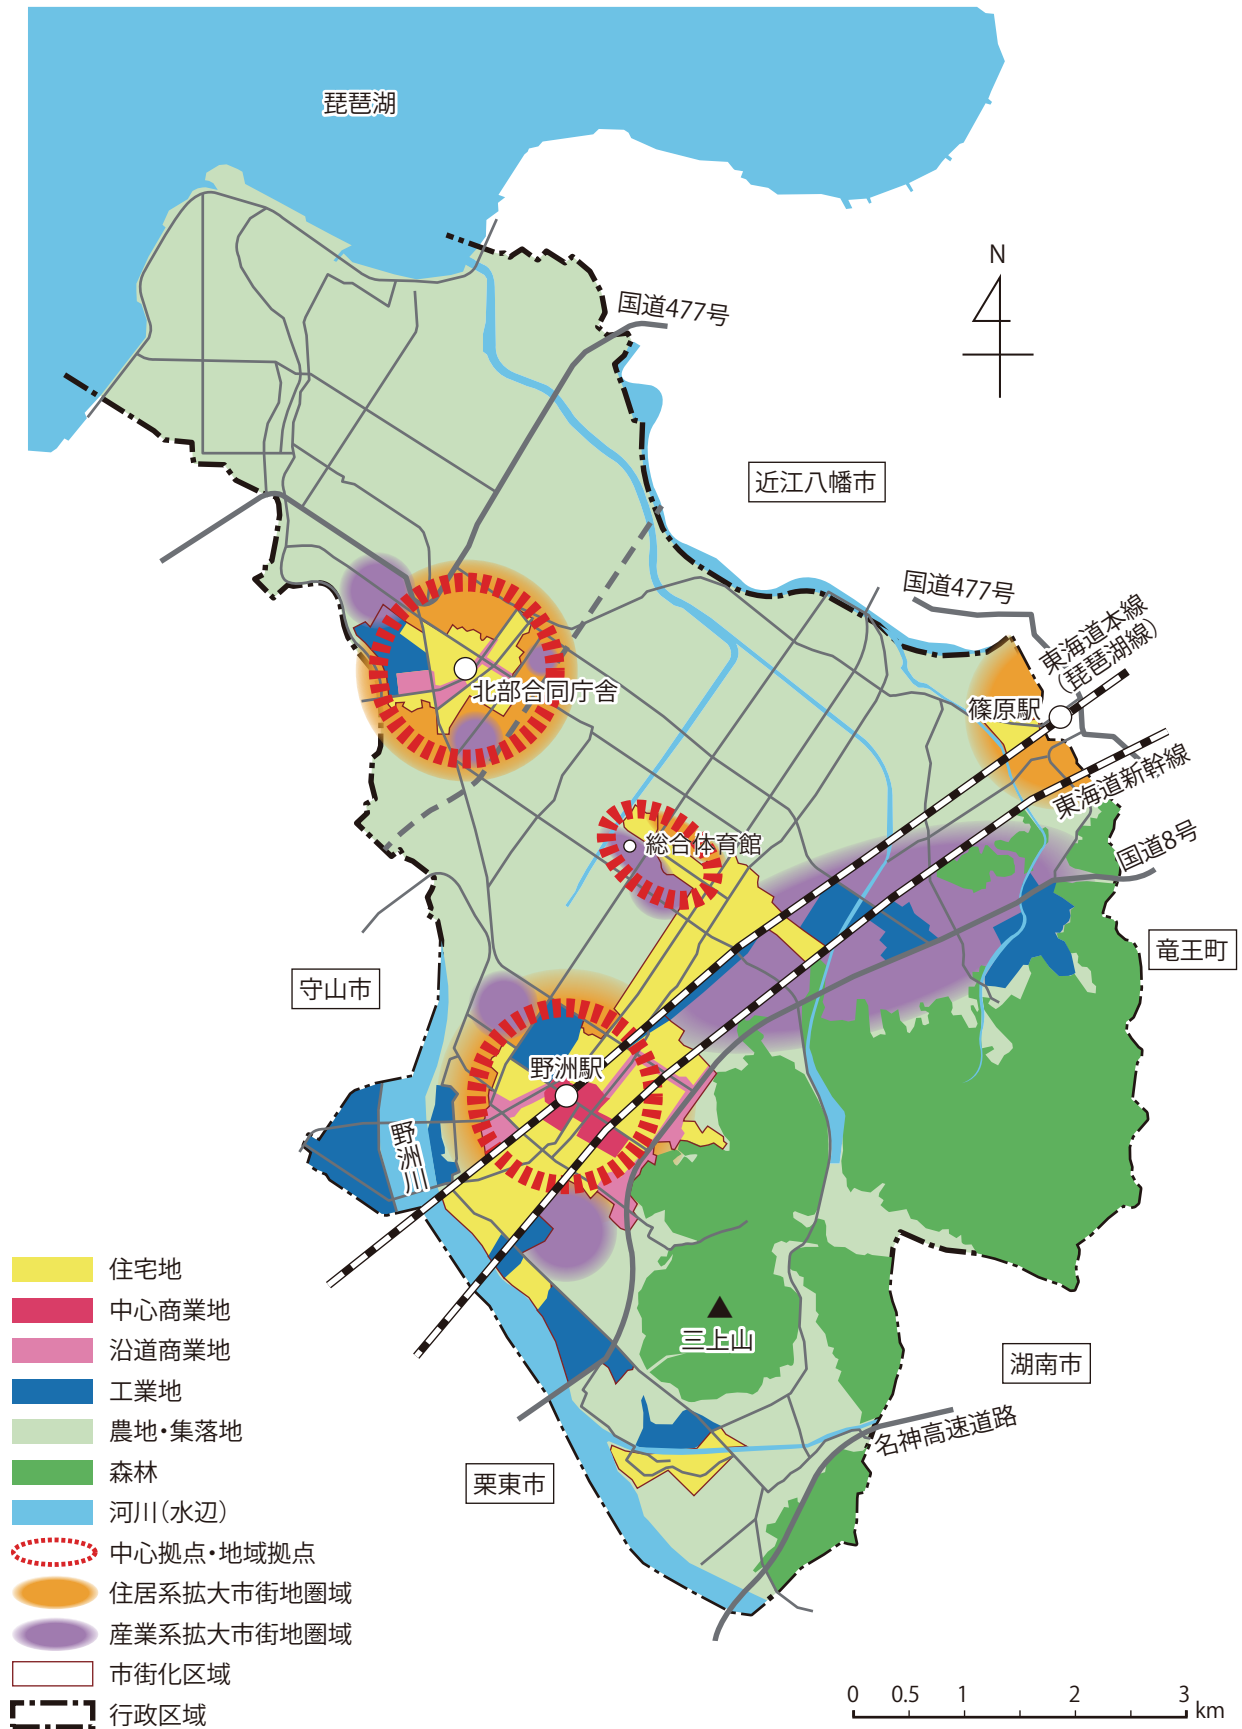 琵琶湖
N
国道477号
近江八幡市
国道477号
東海道本線
（琵琶湖線）
篠原駅
北部合同庁舎
東海道新幹線
国道8号
総合体育館
竜王町
守山市
野洲駅
野洲川
三上山
湖南市
名神高速道路
栗東市
住宅地
中心商業地
沿道商業地
工業地
農地・集落地
森林
河川（水辺）
中心拠点・地域拠点
住居系拡大市街地圏域
産業系拡大市街地圏域
市街化区域
行政区域
0 0.5 1 2 3 km